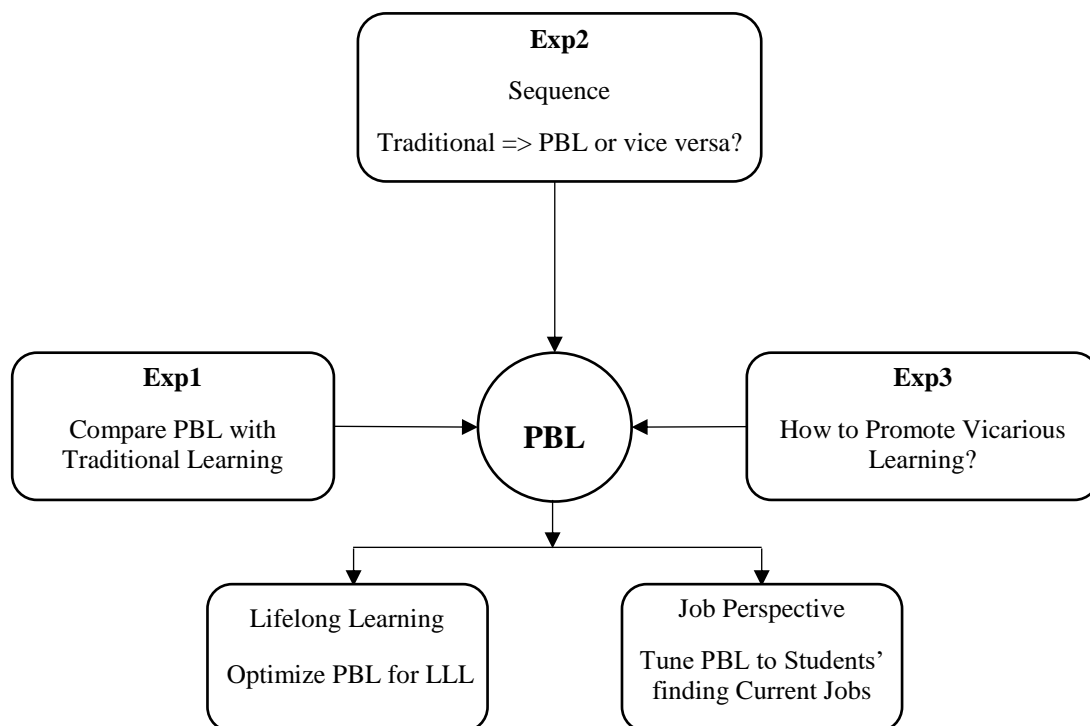 Exp2
Sequence
Traditional => PBL or vice versa?
Exp1
Compare PBL with
Traditional Learning
PBL
Exp3
How to Promote Vicarious
Learning?
Lifelong Learning
Optimize PBL for LLL
Job Perspective
Tune PBL to Students’
finding Current Jobs